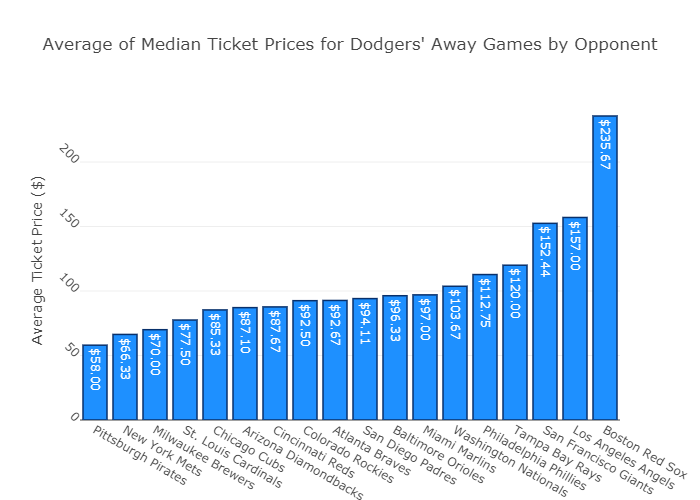 Average of Median Ticket Prices for Dodgers' Away Games by Opponent
Average Ticket Price ($)
200
150
100
50
0
$58.00
$66.33
$70.00
$77.50
$85.33
$87.10
$87.67
$92.50
$92.67
$94.11
$96.33
$97.00
$103.67
$112.75
$120.00
$152.44
$157.00
$235.67
Pittsburgh Pirates
New York Mets
Milwaukee Brewers
St. Louis Cardinals
Chicago Cubs
Arizona Diamondbacks
Cincinnati Reds
Colorado Rockies
Atlanta Braves
San Diego Padres
Baltimore Orioles
Miami Marlins
Washington Nationals
Philadelphia Phillies
Tampa Bay Rays
San Francisco Giants
Los Angeles Angels
Boston Red Sox